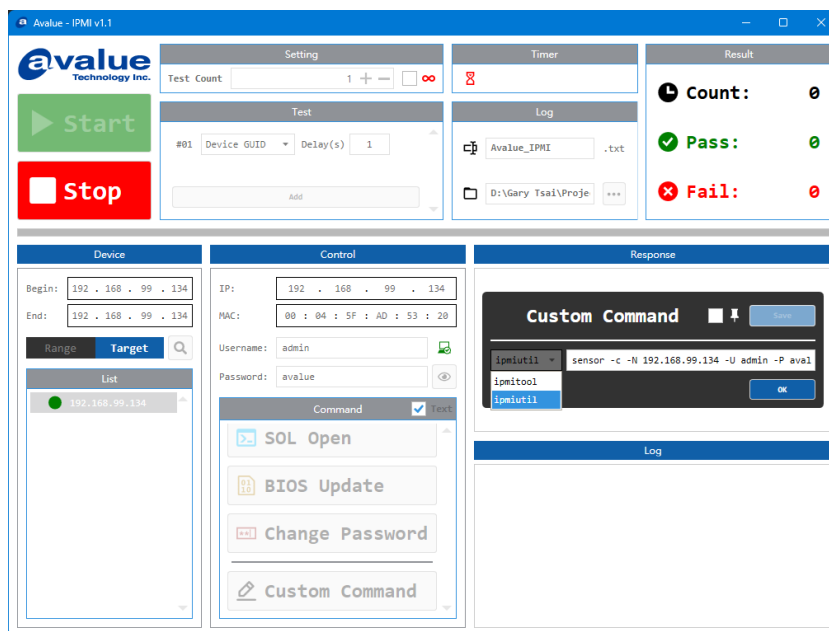 Avalue - IPMI v1.1
avalue
Technology Inc.
Start
Stop
Setting
Test Count 1
Test
#01 Device GUID Delay(s) 1
Add
Timer
Log
Avalue_IPMI .txt
D:\Gary Tsai\Proje
Result
Count: 0
Pass: 0
Fail: 0
Device
Begin: 192 . 168 . 99 . 134
End: 192 . 168 . 99 . 134
Range Target
List
192.168.99.134
Control
IP: 192 . 168 . 99 . 134
MAC: 00 : 04 : 5F : AD : 53 : 20
Username: admin
Password: avalue
Command Text
SOL Open
BIOS Update
Change Password
Custom Command
Response
Custom Command Save
ipmiutil sensor -c -N 192.168.99.134 -U admin -P aval
ipmitool
ipmiutil
OK
Log